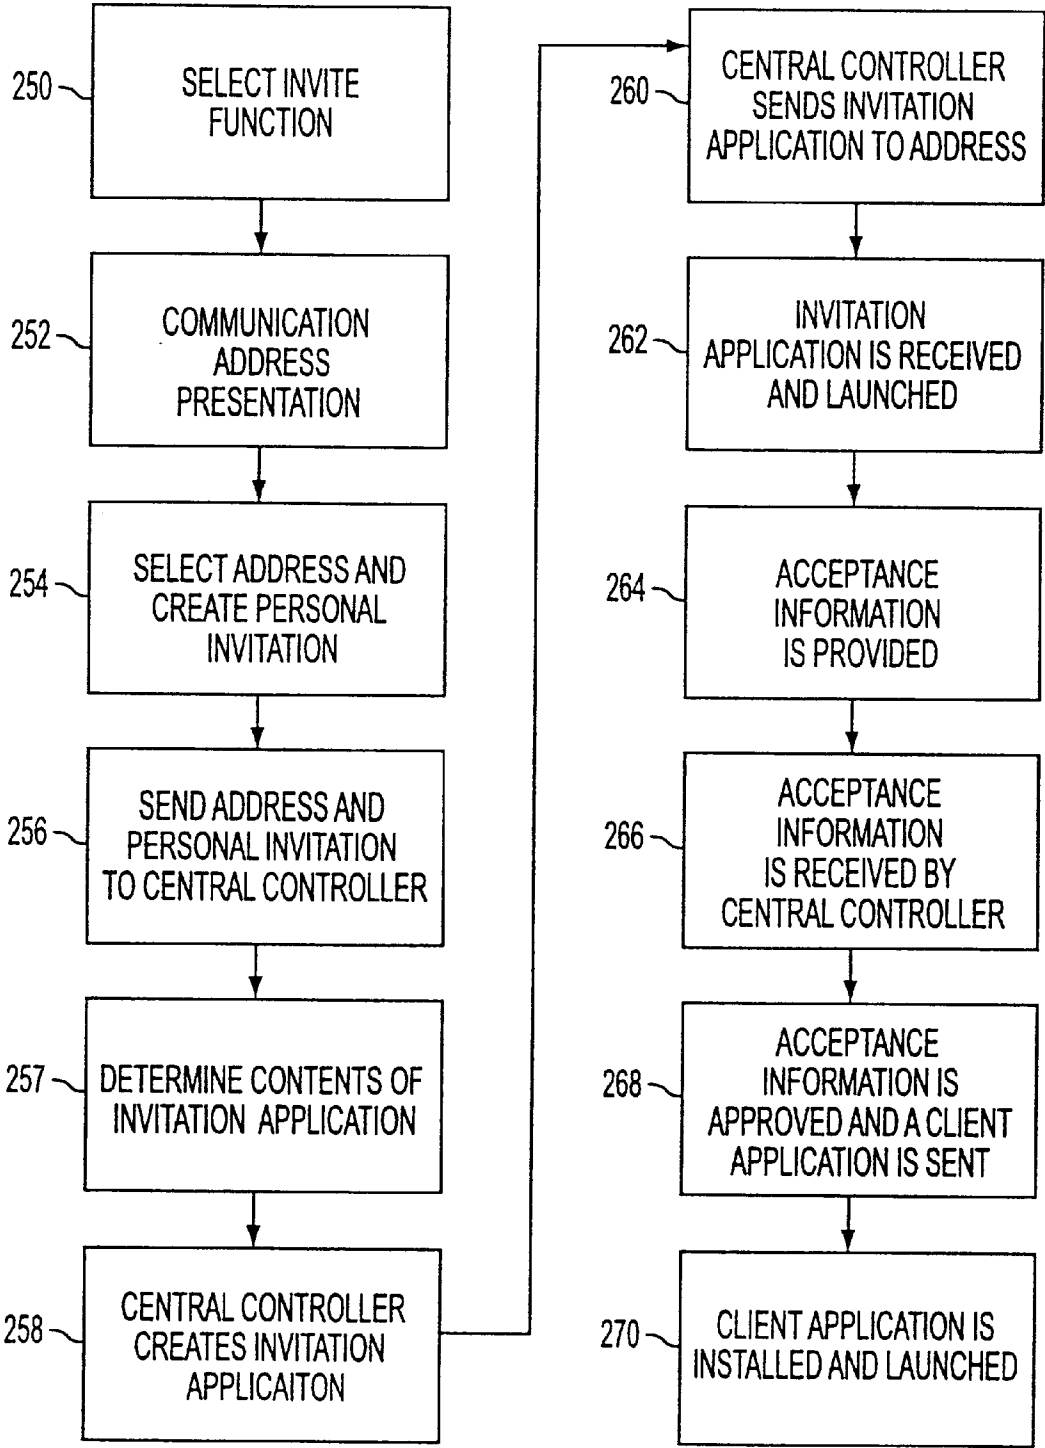 250
SELECT INVITE
FUNCTION
252
COMMUNICATION
ADDRESS
PRESENTATION
254
SELECT ADDRESS AND
CREATE PERSONAL
INVITATION
256
SEND ADDRESS AND
PERSONAL INVITATION
TO CENTRAL CONTROLLER
257
DETERMINE CONTENTS OF
INVITATION APPLICATION
258
CENTRAL CONTROLLER
CREATES INVITATION
APPLICAITON
260
CENTRAL CONTROLLER
SENDS INVITATION
APPLICATION TO ADDRESS
262
INVITATION
APPLICATION IS RECEIVED
AND LAUNCHED
264
ACCEPTANCE
INFORMATION
IS PROVIDED
266
ACCEPTANCE
INFORMATION
IS RECEIVED BY
CENTRAL CONTROLLER
268
ACCEPTANCE
INFORMATION IS
APPROVED AND A CLIENT
APPLICATION IS SENT
270
CLIENT APPLICATION IS
INSTALLED AND LAUNCHED